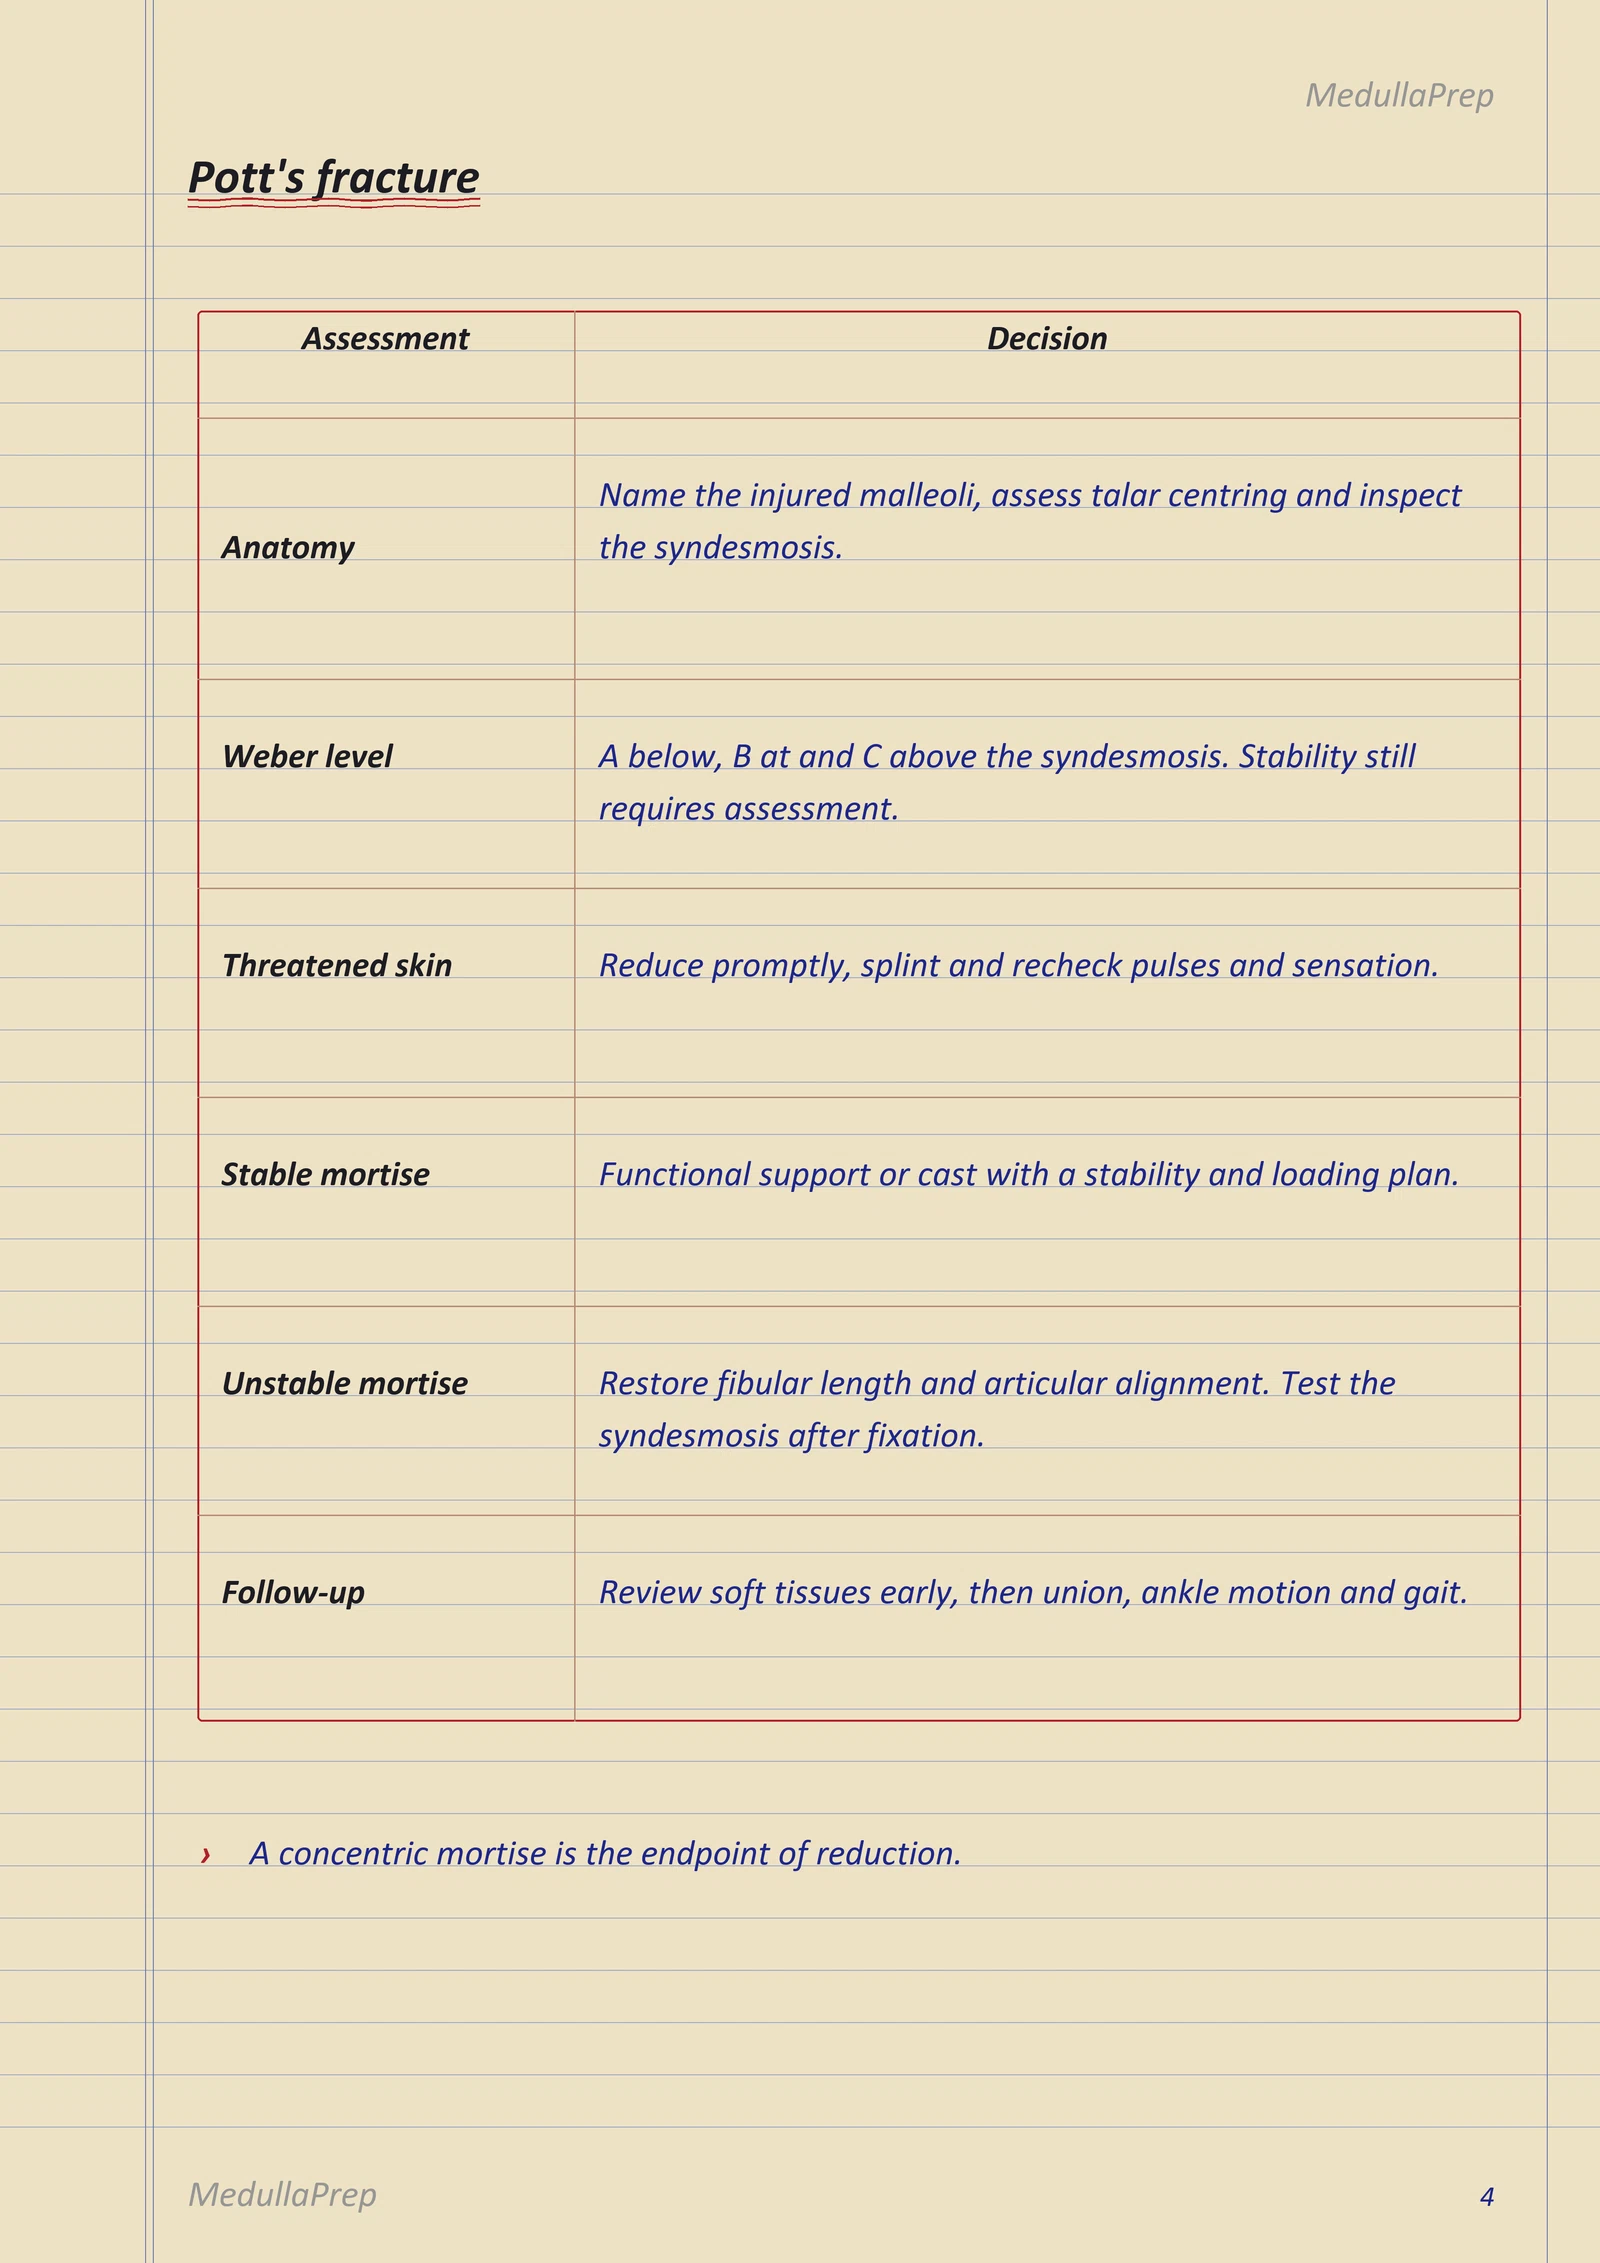 MedullaPrep
Pott's fracture
Assessment
Decision
Anatomy
Name the injured malleoli, assess talar centring and inspect
the syndesmosis.
Weber level
A below, B at and C above the syndesmosis. Stability still
requires assessment.
Threatened skin
Reduce promptly, splint and recheck pulses and sensation.
Stable mortise
Functional support or cast with a stability and loading plan.
Unstable mortise
Restore fibular length and articular alignment. Test the
syndesmosis after fixation.
Follow-up
Review soft tissues early, then union, ankle motion and gait.
› A concentric mortise is the endpoint of reduction.
MedullaPrep
4